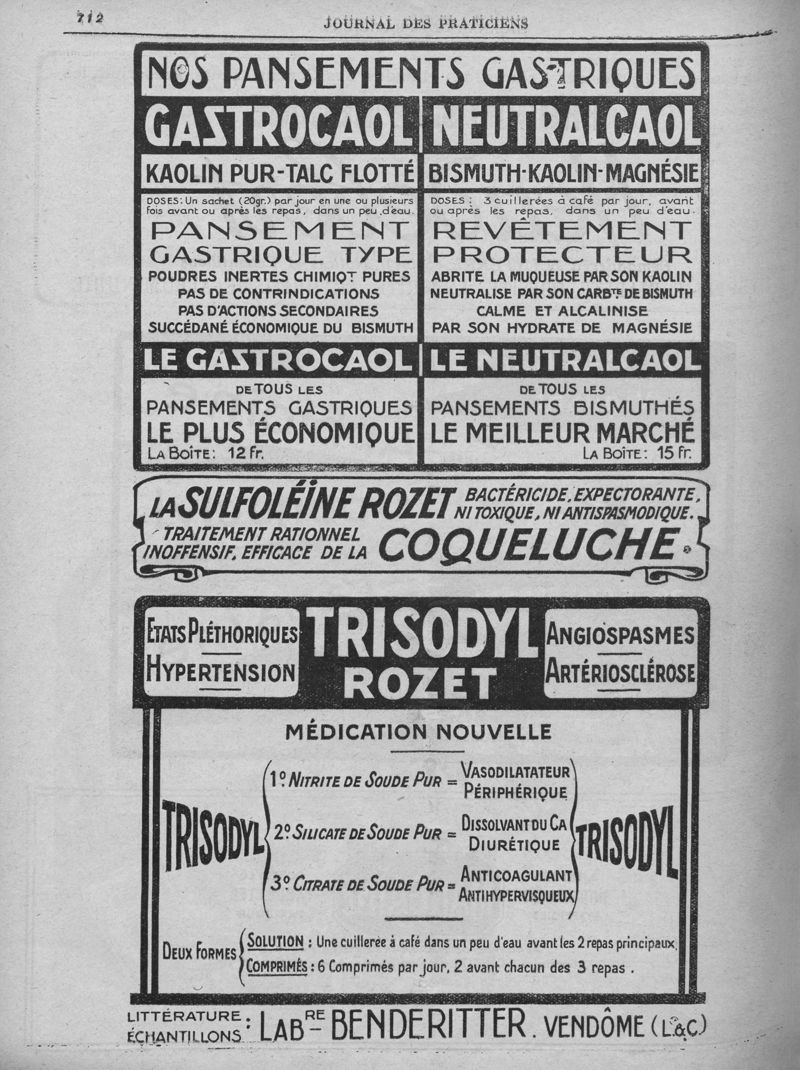 712
JOURNAL DES PRATICIENS
NOS PANSEMENTS GASTRIQUES
GASTROCAOL
KAOLIN PUR-TALC FLOTTÉ
DOSES: Un sachet (20gr.) par jour en une ou plusieurs
fois avant ou après les repas, dans un peu d'eau.
PANSEMENT
GASTRIQUE TYPE
POUDRES INERTES CHIMIQT PURES
PAS DE CONTRINDICATIONS
PAS D'ACTIONS SECONDAIRES
SUCCÉDANÉ ÉCONOMIQUE DU BISMUTH
LE GASTROCAOL
DE TOUS LES
PANSEMENTS GASTRIQUES
LE PLUS ÉCONOMIQUE
LA BOÎTE: 12 Fr.
NEUTRALCAOL
BISMUTH-KAOLIN-MAGNÉSIE
DOSES: 3 cuillerées à café par jour, avant
ou après les repas, dans un peu d'eau.
REVÊTEMENT
PROTECTEUR
ABRITE LA MUQUEUSE PAR SON KAOLIN
NEUTRALISE PAR SON CARBTE DE BISMUTH
CALME ET ALCALINISE
PAR SON HYDRATE DE MAGNÉSIE
LE NEUTRALCAOL
DE TOUS LES
PANSEMENTS BISMUTHÉS
LE MEILLEUR MARCHÉ
LA BOÎTE: 15 Fr.
LA SULFOLÉÏNE ROZET BACTÉRICIDE, EXPECTORANTE,
NI TOXIQUE, NI ANTISPASMODIQUE.
TRAITEMENT RATIONNEL
INOFFENSIF, EFFICACE DE LA COQUELUCHE.
ETATS PLÉTHORIQUES
HYPERTENSION
TRISODYL
ROZET
ANGIOSPASMES
ARTÉRIOSCLÉROSE
MÉDICATION NOUVELLE
TRISODYL
1º. NITRITE DE SOUDE PUR = VASODILATATEUR
PÉRIPHÉRIQUE
2º. SILICATE DE SOUDE PUR = DISSOLVANT DU CA
DIURÉTIQUE
3º. CITRATE DE SOUDE PUR = ANTICOAGULANT
ANTIHYPERVISQUEUX
TRISODYL
DEUX FORMES
SOLUTION: Une cuillerée à café dans un peu d'eau avant les 2 repas principaux.
COMPRIMÉS: 6 Comprimés par jour, 2 avant chacun des 3 repas.
LITTÉRATURE:
ÉCHANTILLONS: LABRE BENDERITTER. VENDÔME (L.&C.)